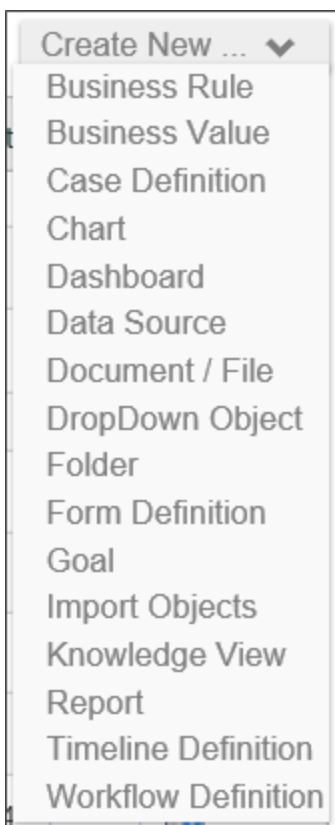 Create New ...
Business Rule
Business Value
Case Definition
Chart
Dashboard
Data Source
Document / File
DropDown Object
Folder
Form Definition
Goal
Import Objects
Knowledge View
Report
Timeline Definition
Workflow Definition